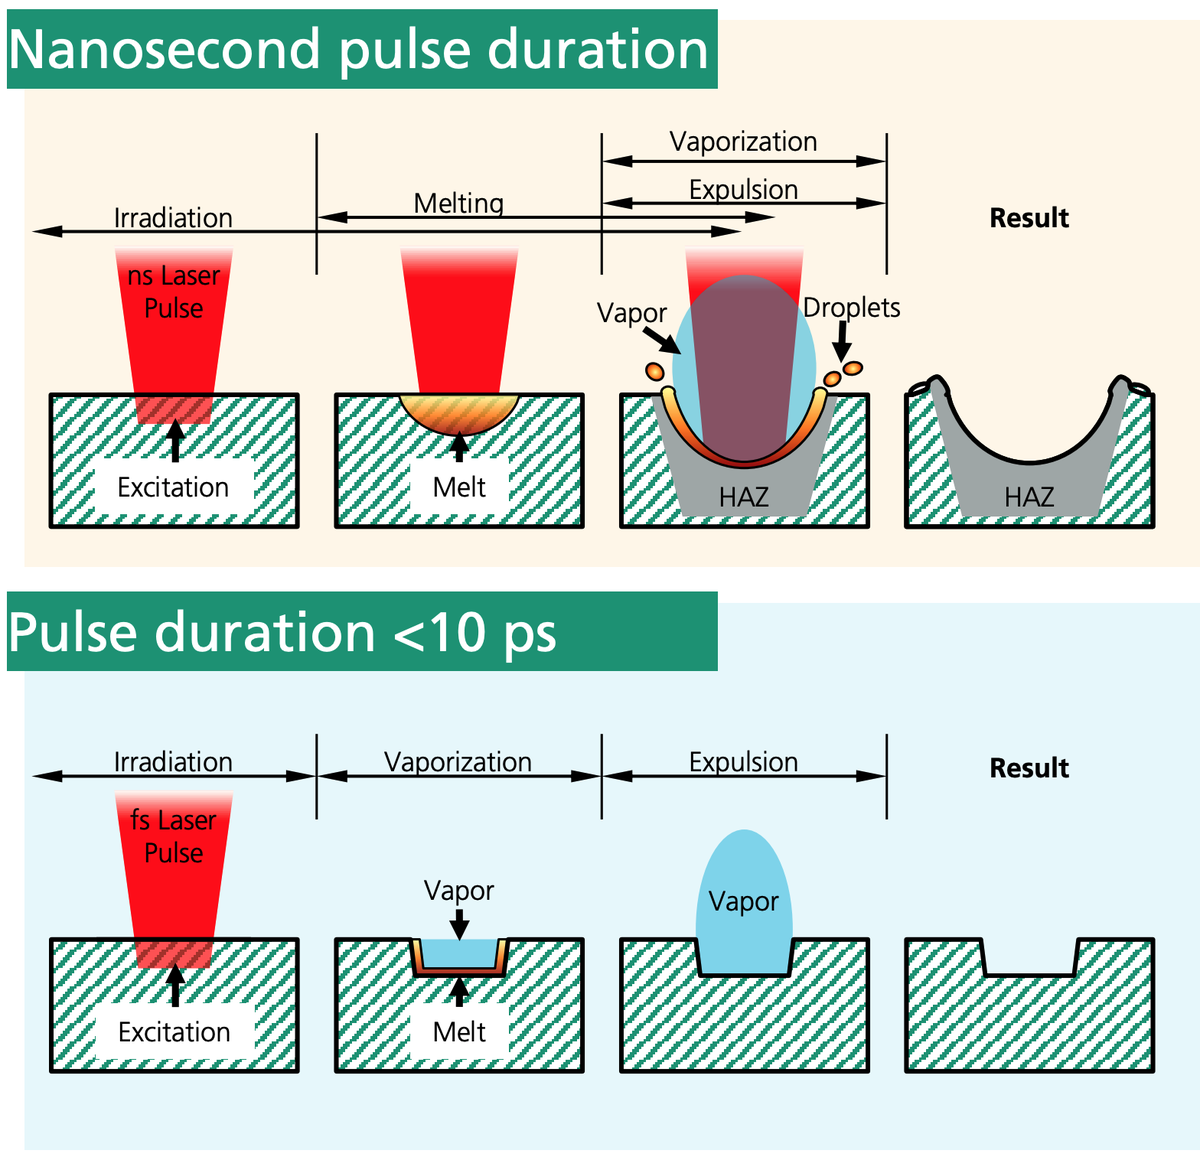 Nanosecond pulse duration
Vaporization
Expulsion
Melting
Irradiation
Result
ns Laser
Pulse
Vapor
Droplets
Excitation
Melt
HAZ
HAZ
Pulse duration <10 ps
Irradiation
Vaporization
Expulsion
Result
fs Laser
Pulse
Vapor
Vapor
Excitation
Melt